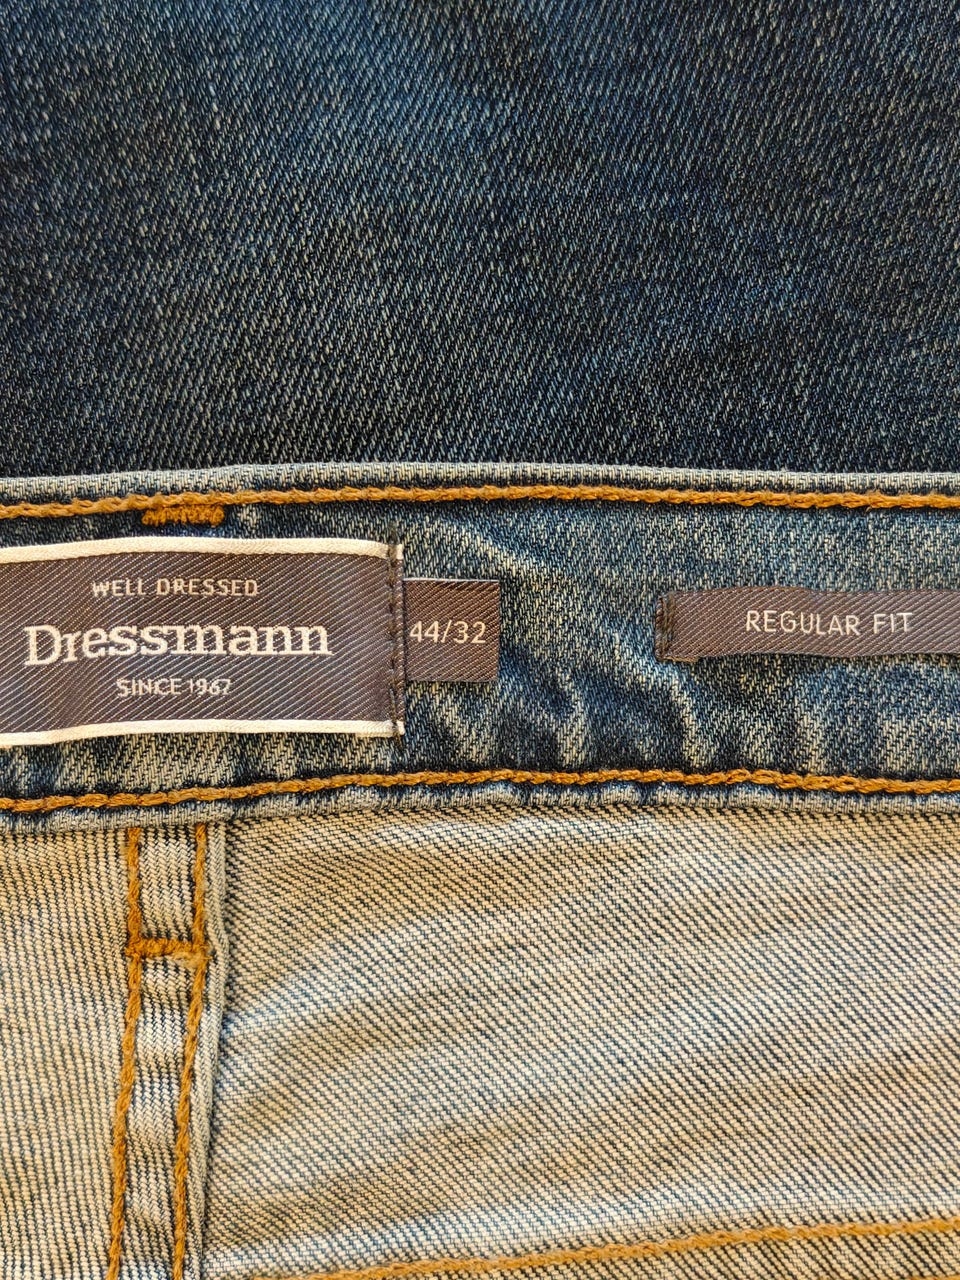 WELL DRESSED
Dressmann
SINCE 1967
44/32
REGULAR FIT